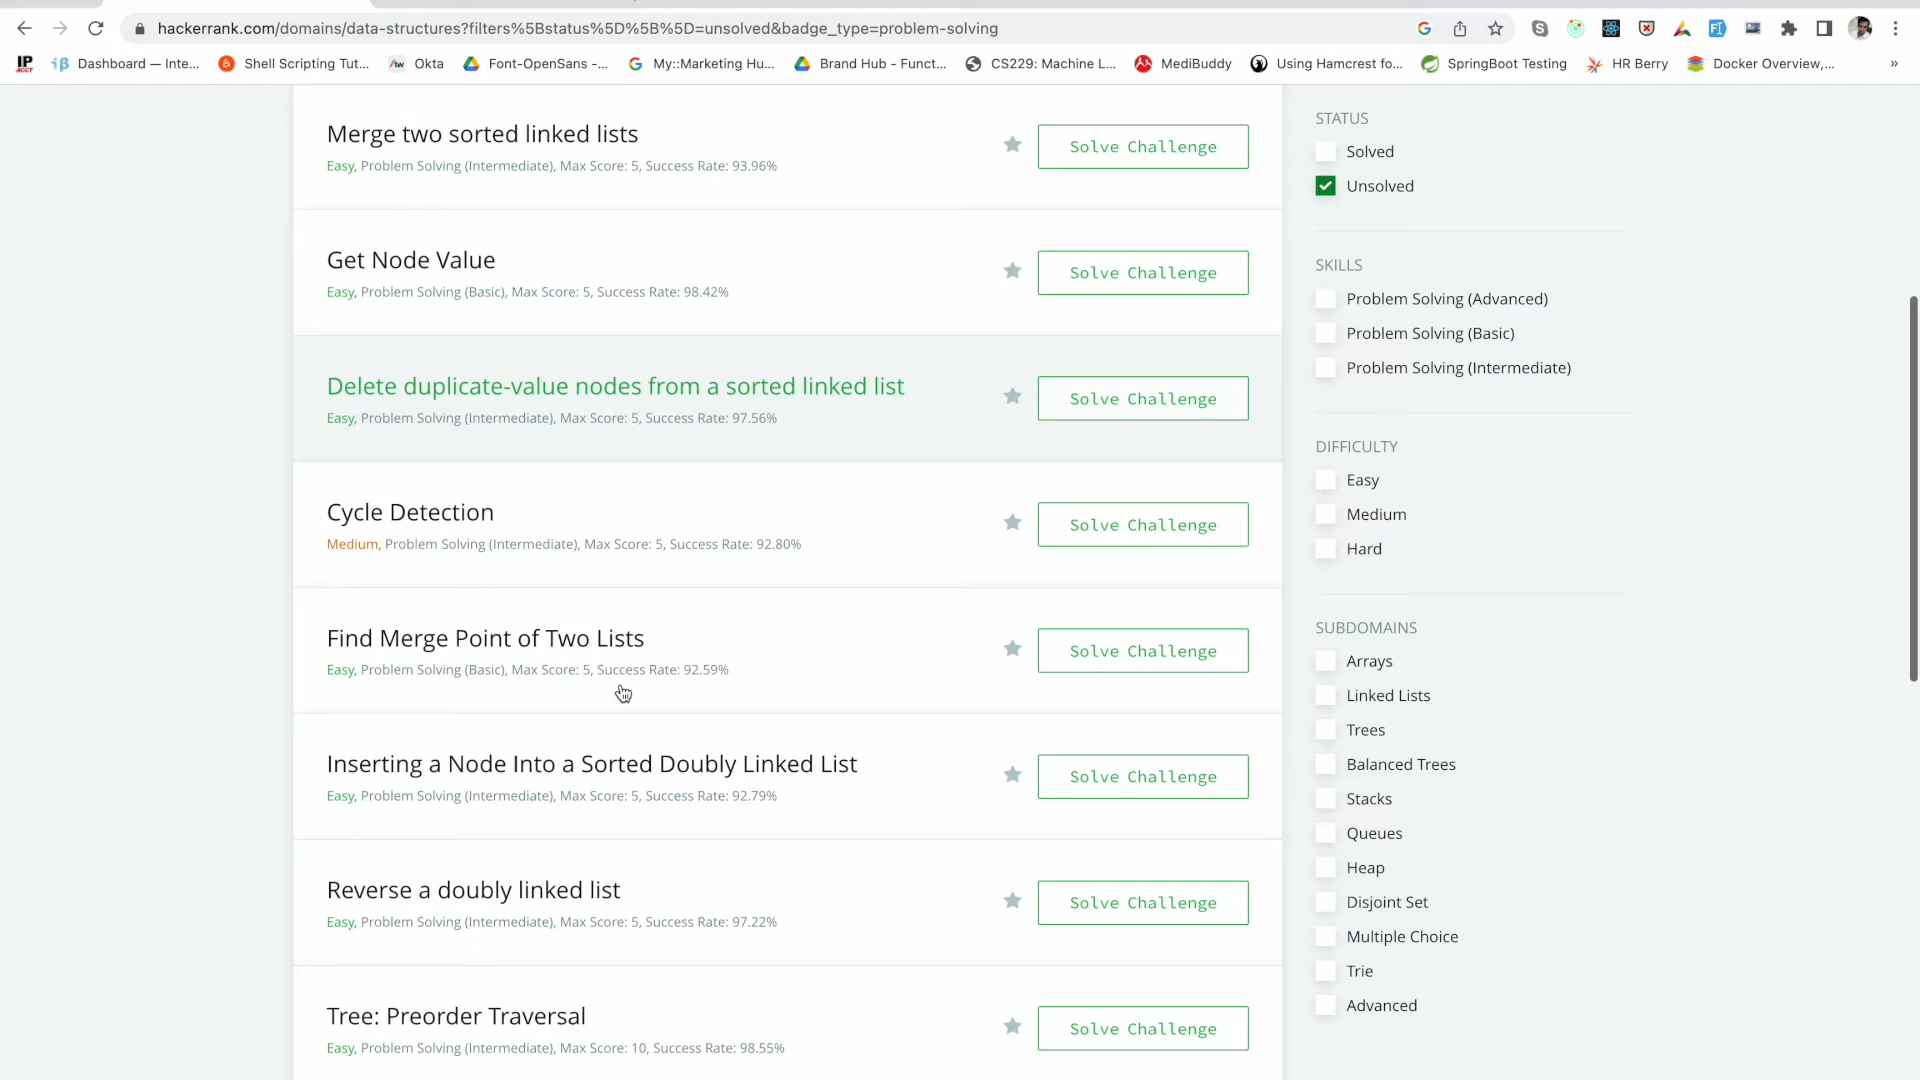 hackerrank.com/domains/data-structures?filters%5Bstatus%5D%5B%5D=unsolved&badge_type=problem-solving
IP ACCT
Dashboard — Inte...
Shell Scripting Tut...
/tw Okta
Font-OpenSans -...
My::Marketing Hu...
Brand Hub - Funct...
CS229: Machine L...
MediBuddy
Using Hamcrest fo...
SpringBoot Testing
HR Berry
Docker Overview,...
»
Merge two sorted linked lists
Easy, Problem Solving (Intermediate), Max Score: 5, Success Rate: 93.96%
Solve Challenge
Get Node Value
Easy, Problem Solving (Basic), Max Score: 5, Success Rate: 98.42%
Solve Challenge
Delete duplicate-value nodes from a sorted linked list
Easy, Problem Solving (Intermediate), Max Score: 5, Success Rate: 97.56%
Solve Challenge
Cycle Detection
Medium, Problem Solving (Intermediate), Max Score: 5, Success Rate: 92.80%
Solve Challenge
Find Merge Point of Two Lists
Easy, Problem Solving (Basic), Max Score: 5, Success Rate: 92.59%
Solve Challenge
Inserting a Node Into a Sorted Doubly Linked List
Easy, Problem Solving (Intermediate), Max Score: 5, Success Rate: 92.79%
Solve Challenge
Reverse a doubly linked list
Easy, Problem Solving (Intermediate), Max Score: 5, Success Rate: 97.22%
Solve Challenge
Tree: Preorder Traversal
Easy, Problem Solving (Intermediate), Max Score: 10, Success Rate: 98.55%
Solve Challenge
STATUS
Solved
Unsolved
SKILLS
Problem Solving (Advanced)
Problem Solving (Basic)
Problem Solving (Intermediate)
DIFFICULTY
Easy
Medium
Hard
SUBDOMAINS
Arrays
Linked Lists
Trees
Balanced Trees
Stacks
Queues
Heap
Disjoint Set
Multiple Choice
Trie
Advanced